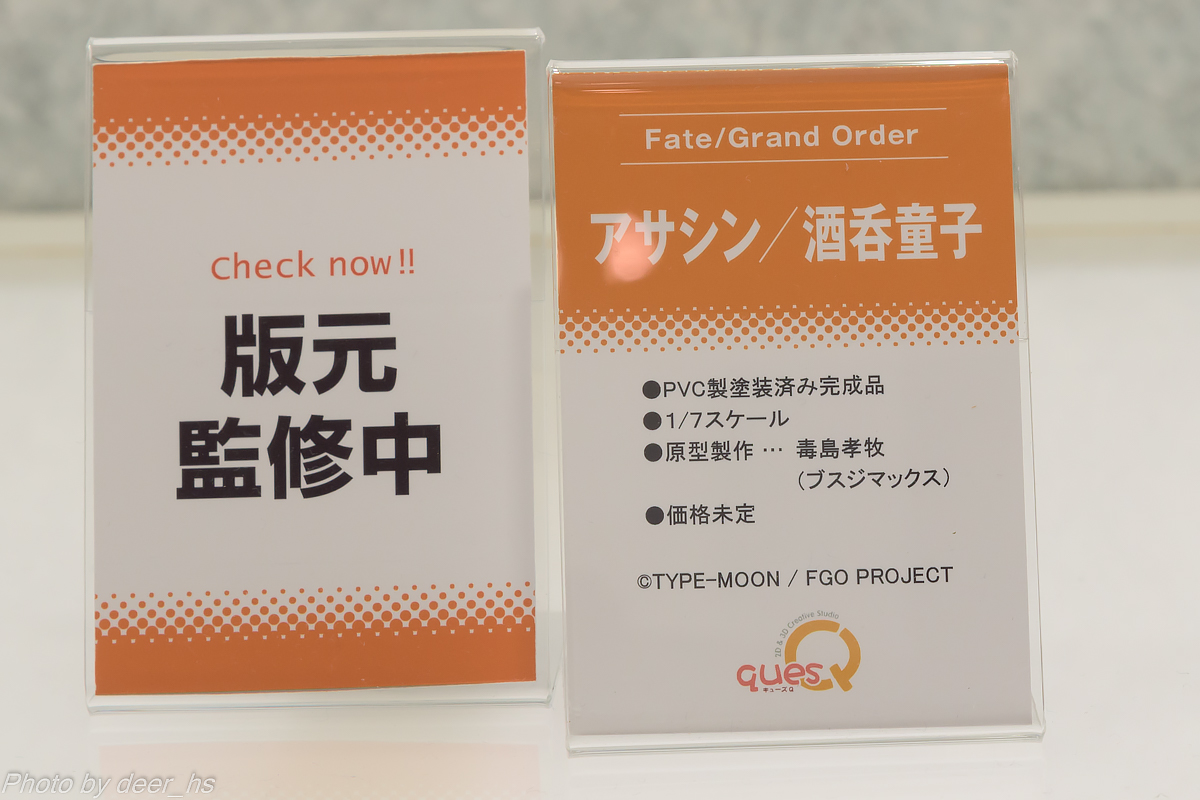 Check now!!
版元
監修中
Fate/Grand Order
アサシン/酒呑童子
●PVC製塗装済み完成品
●1/7スケール
●原型製作 … 毒島孝牧
(ブスジマックス)
●価格未定
©TYPE-MOON / FGO PROJECT
2D & 3D Creative Studio
quesQ
キューズQ
Photo by deer_hs